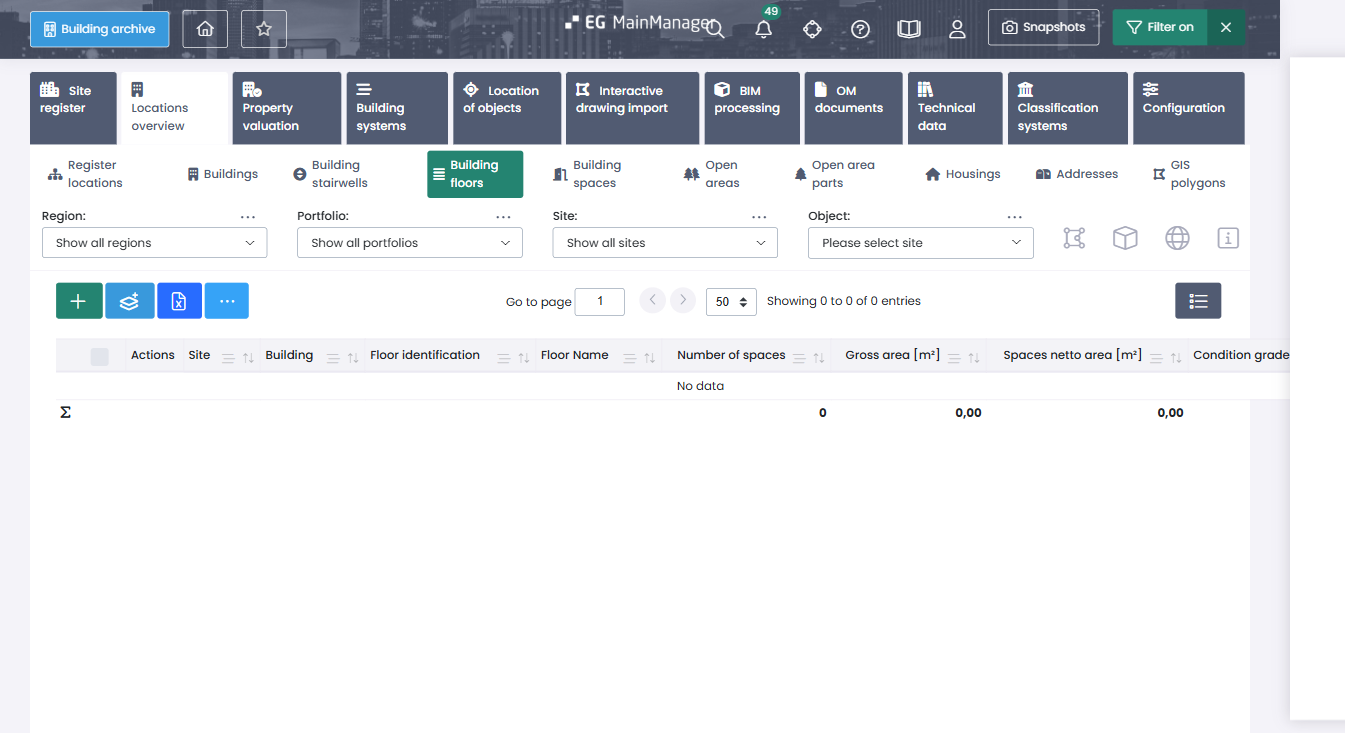 Building archive
EG MainManager
49
Snapshots
Filter on
Site
register
Locations
overview
Property
valuation
Building
systems
Location
of objects
Interactive
drawing import
BIM
processing
OM
documents
Technical
data
Classification
systems
Configuration
Register
locations
Buildings
Building
stairwells
Building
floors
Building
spaces
Open
areas
Open area
parts
Housings
Addresses
GIS
polygons
Region:
Portfolio:
Site:
Object:
Show all regions
Show all portfolios
Show all sites
Please select site
Go to page 1 50 Showing 0 to 0 of 0 entries
Actions Site Building Floor identification Floor Name Number of spaces Gross area [m²] Spaces netto area [m²] Condition grade
No data
Σ 0 0,00 0,00